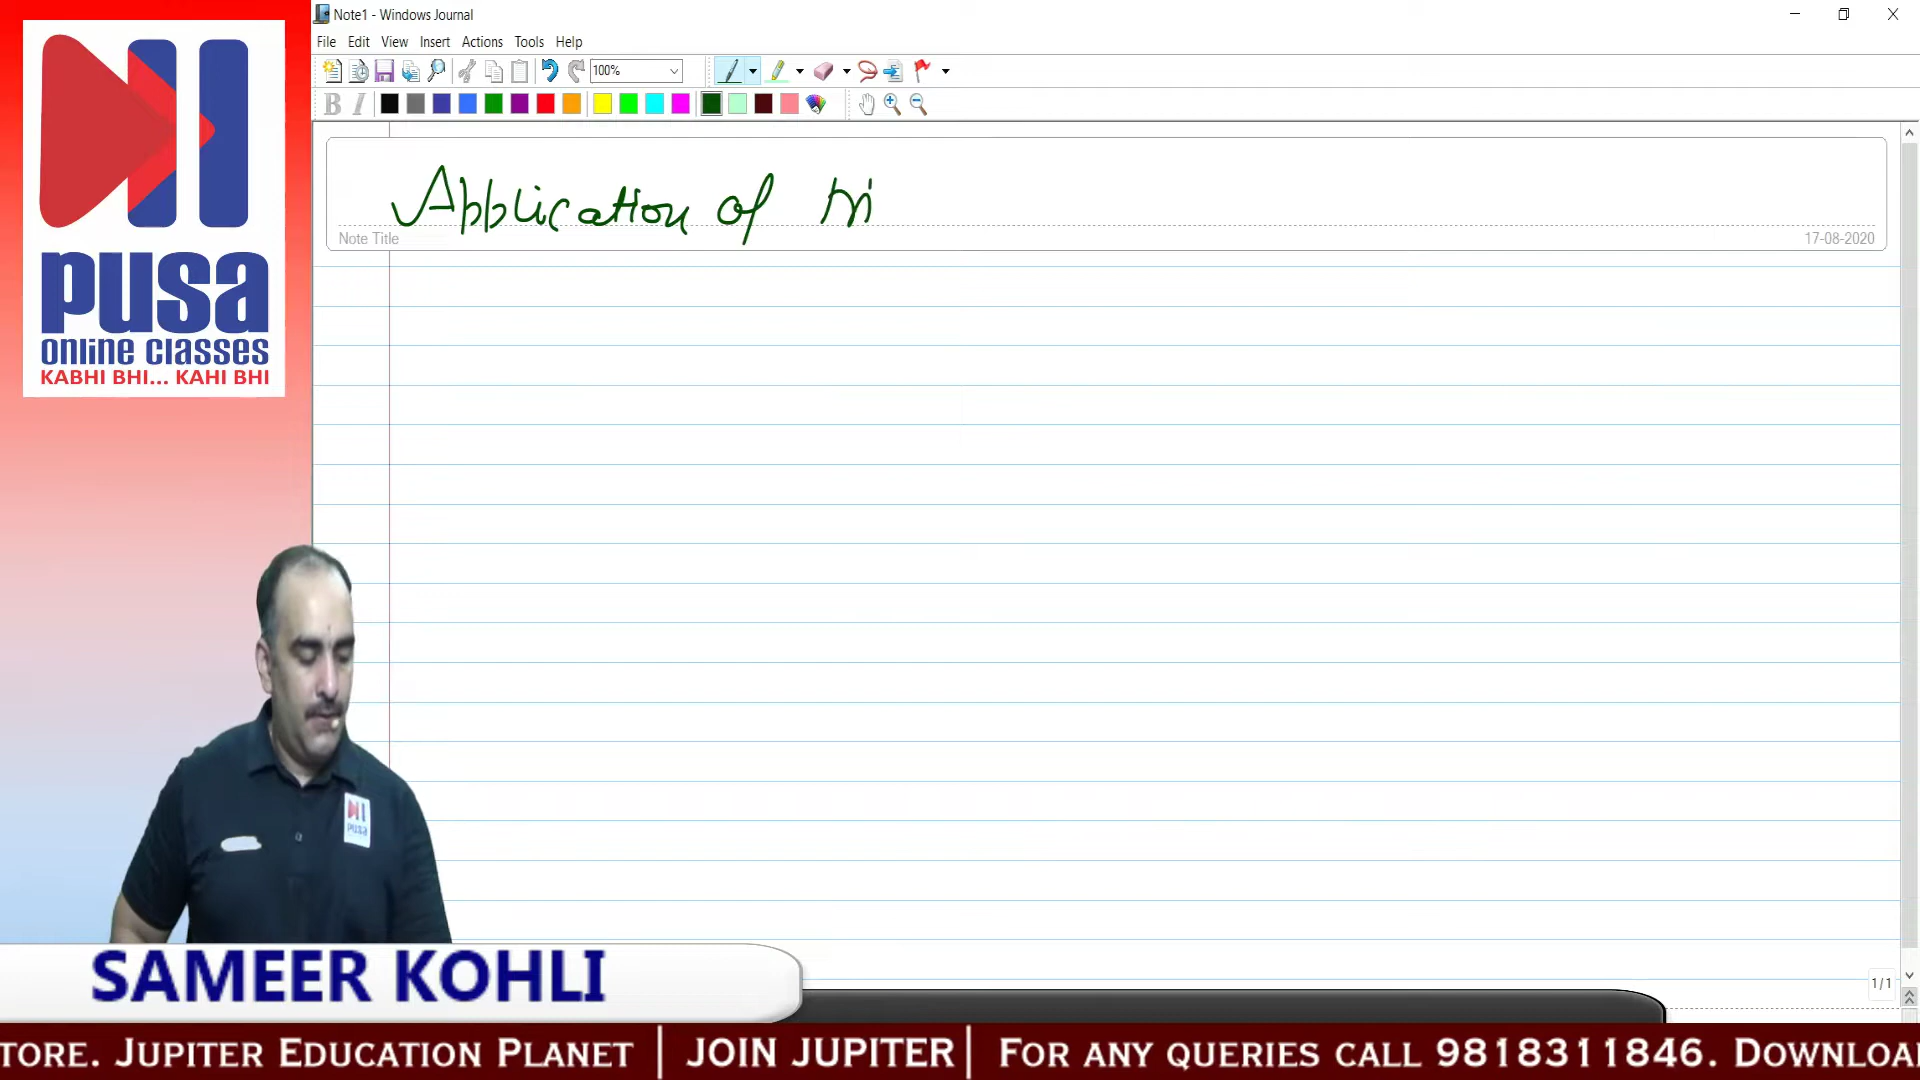 Note1 - Windows Journal
File Edit View Insert Actions Tools Help
100%
B I
Application of
Note Title
17-08-2020
PUSA
ONLINE CLASSES
KABHI BHI... KAHI BHI
PUSA
1/1
SAMEER KOHLI
TORE. JUPITER EDUCATION PLANET | JOIN JUPITER | FOR ANY QUERIES CALL 9818311846. DOWNLOA